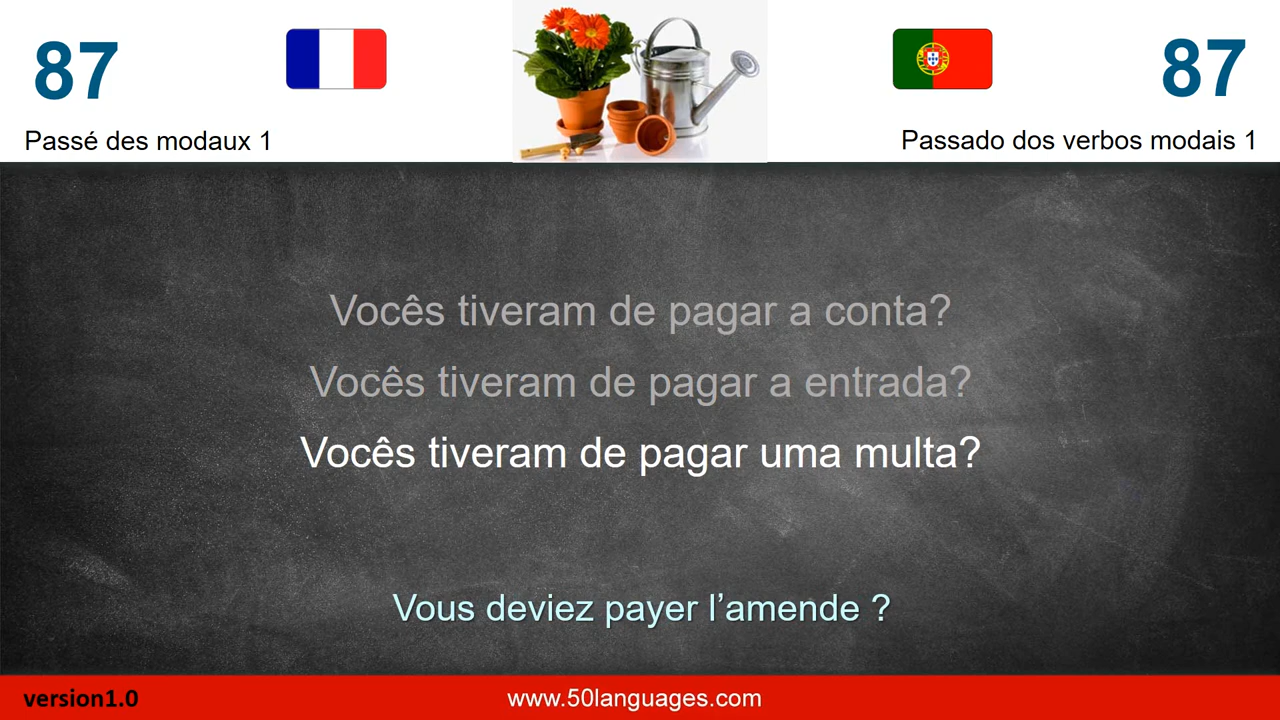 87
87
Passé des modaux 1
Passado dos verbos modais 1
Vocês tiveram de pagar a conta?
Vocês tiveram de pagar a entrada?
Vocês tiveram de pagar uma multa?
Vous deviez payer l’amende ?
version1.0
www.50languages.com